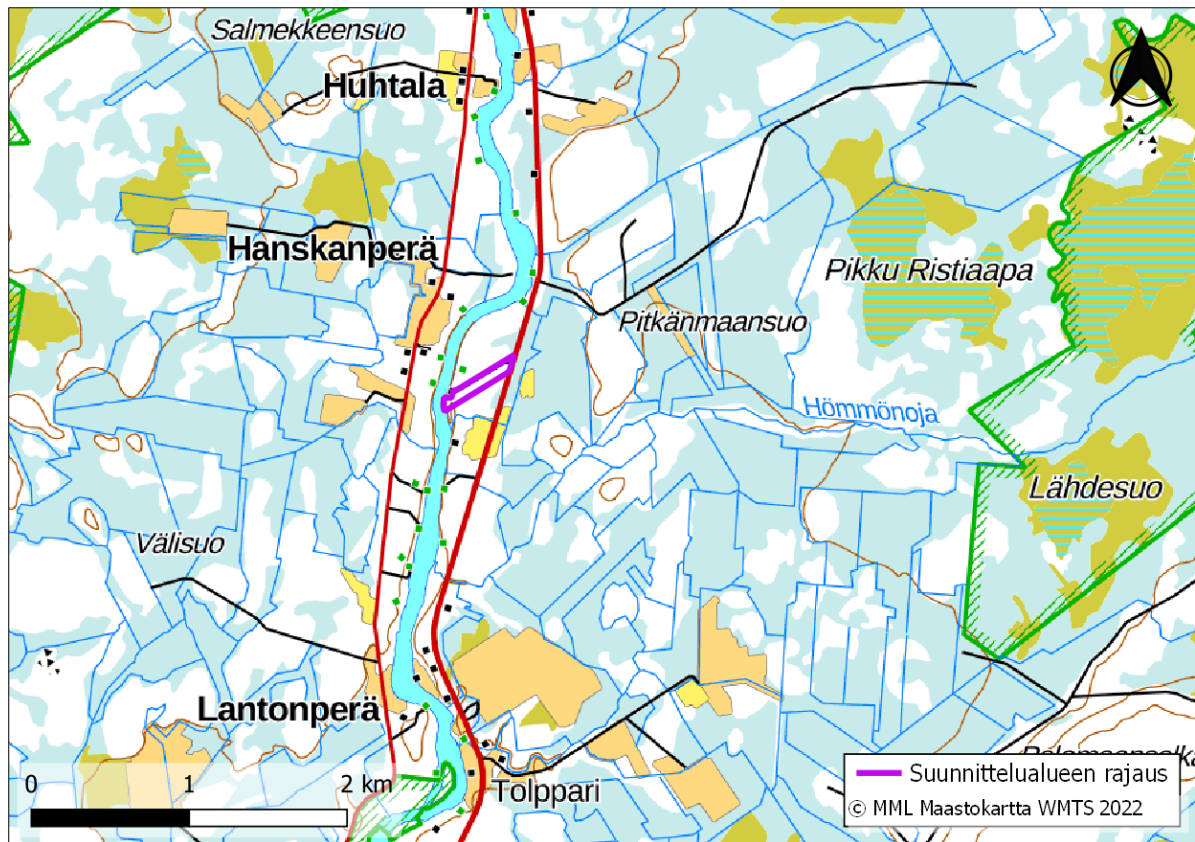 Salmekkeensuo
Huhtala
Hanskanperä
Pikku Ristiaapa
Pitkänmaansuo
Hömmönoja
Lähdesuo
Välisuo
Lantonperä
Tolppari
0 1 2 km
Suunnittelualueen rajaus
© MML Maastokartta WMTS 2022